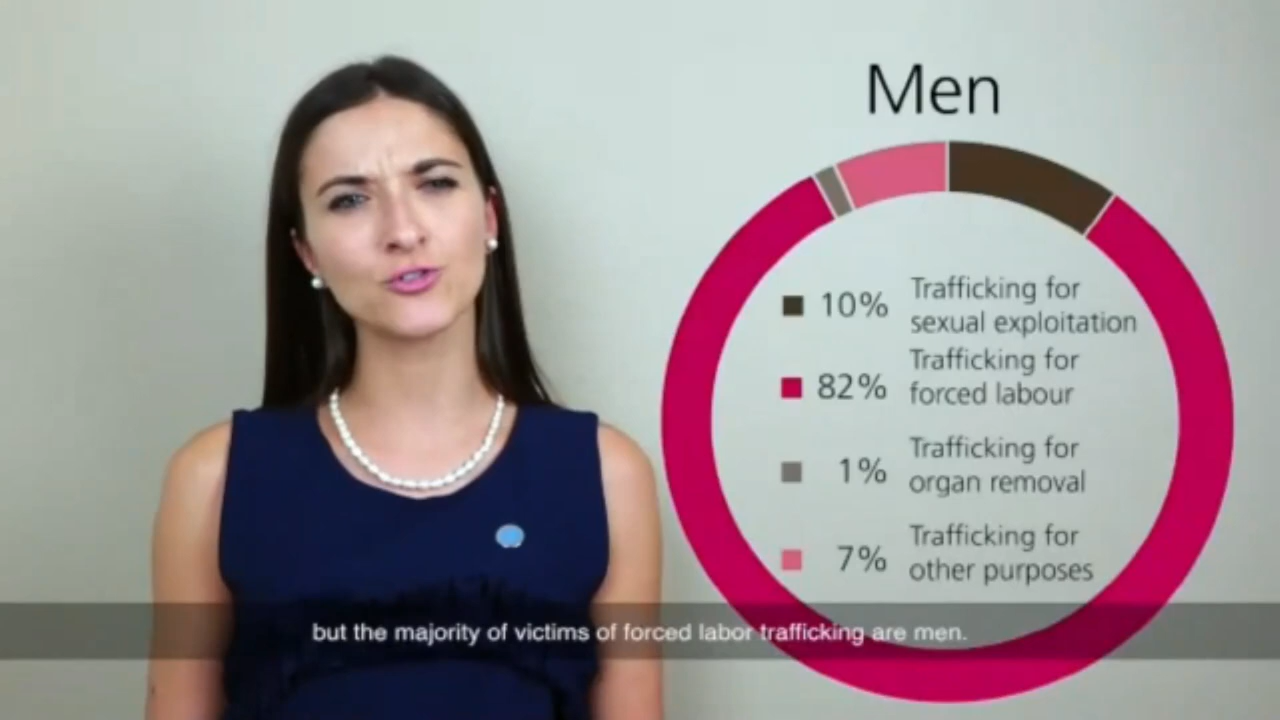 Men
10% Trafficking for
sexual exploitation
82% Trafficking for
forced labour
1% Trafficking for
organ removal
7% Trafficking for
other purposes
but the majority of victims of forced labor trafficking are men.